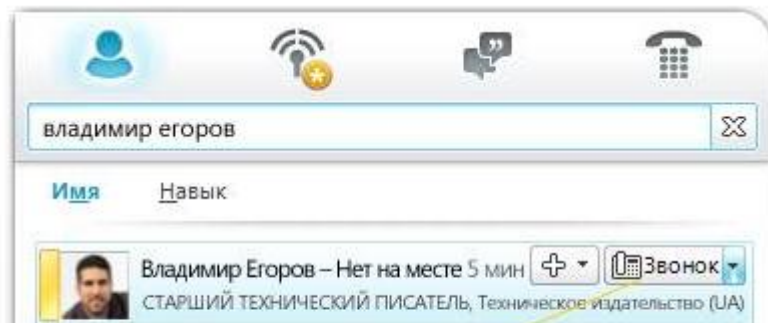 владимир егоров
Имя Навык
Владимир Егоров – Нет на месте 5 мин Звонок
СТАРШИЙ ТЕХНИЧЕСКИЙ ПИСАТЕЛЬ, Техническое издательство (UA)